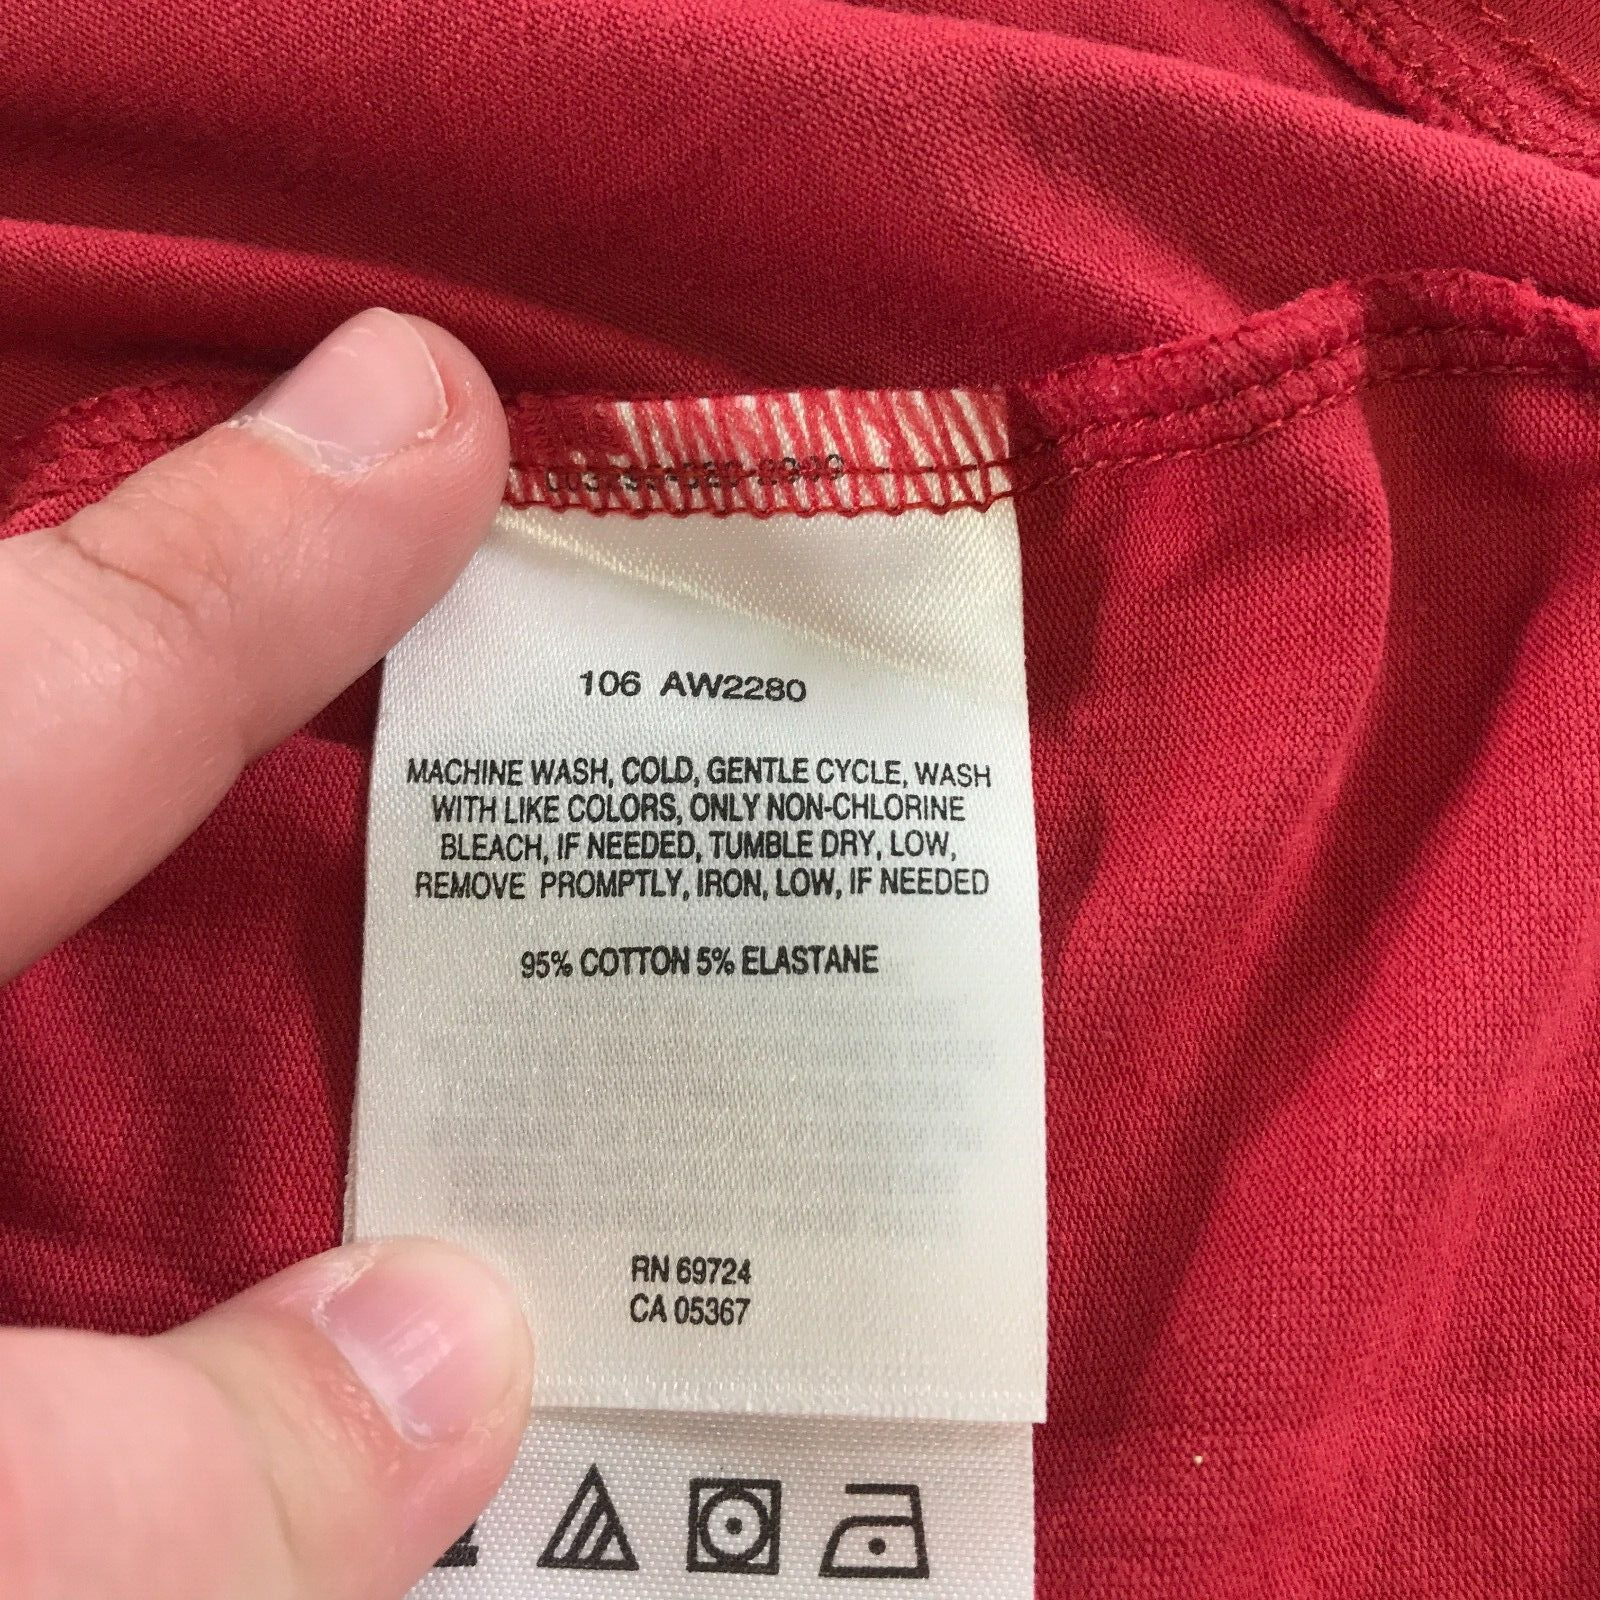 106 AW2280
MACHINE WASH, COLD, GENTLE CYCLE, WASH
WITH LIKE COLORS, ONLY NON-CHLORINE
BLEACH, IF NEEDED, TUMBLE DRY, LOW,
REMOVE PROMPTLY, IRON, LOW, IF NEEDED
95% COTTON 5% ELASTANE
RN 69724
CA 05367